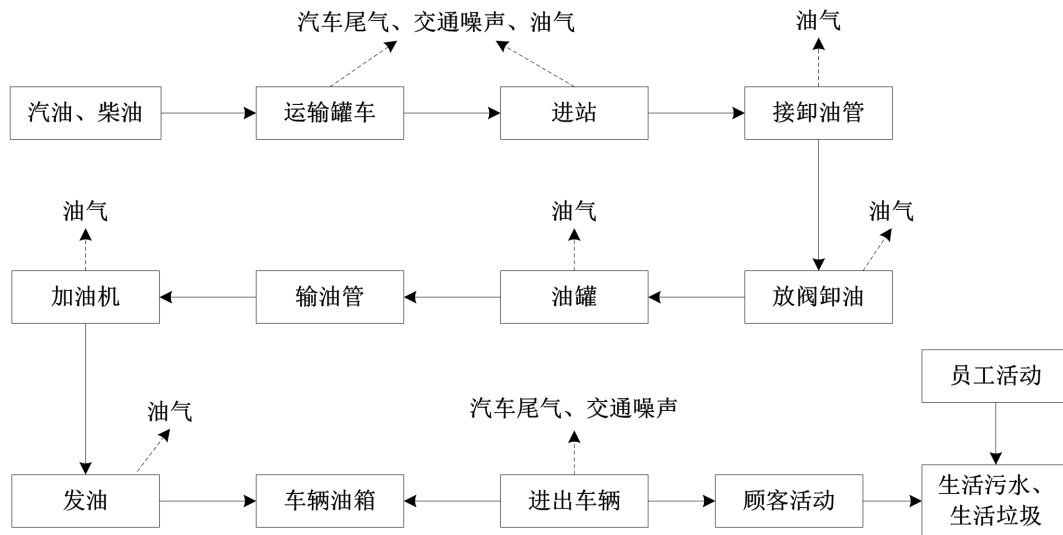 汽车尾气、交通噪声、油气
油气
汽油、柴油
运输罐车
进站
接卸油管
油气
油气
油气
加油机
输油管
油罐
放阀卸油
员工活动
油气
汽车尾气、交通噪声
发油
车辆油箱
进出车辆
顾客活动
生活污水、
生活垃圾